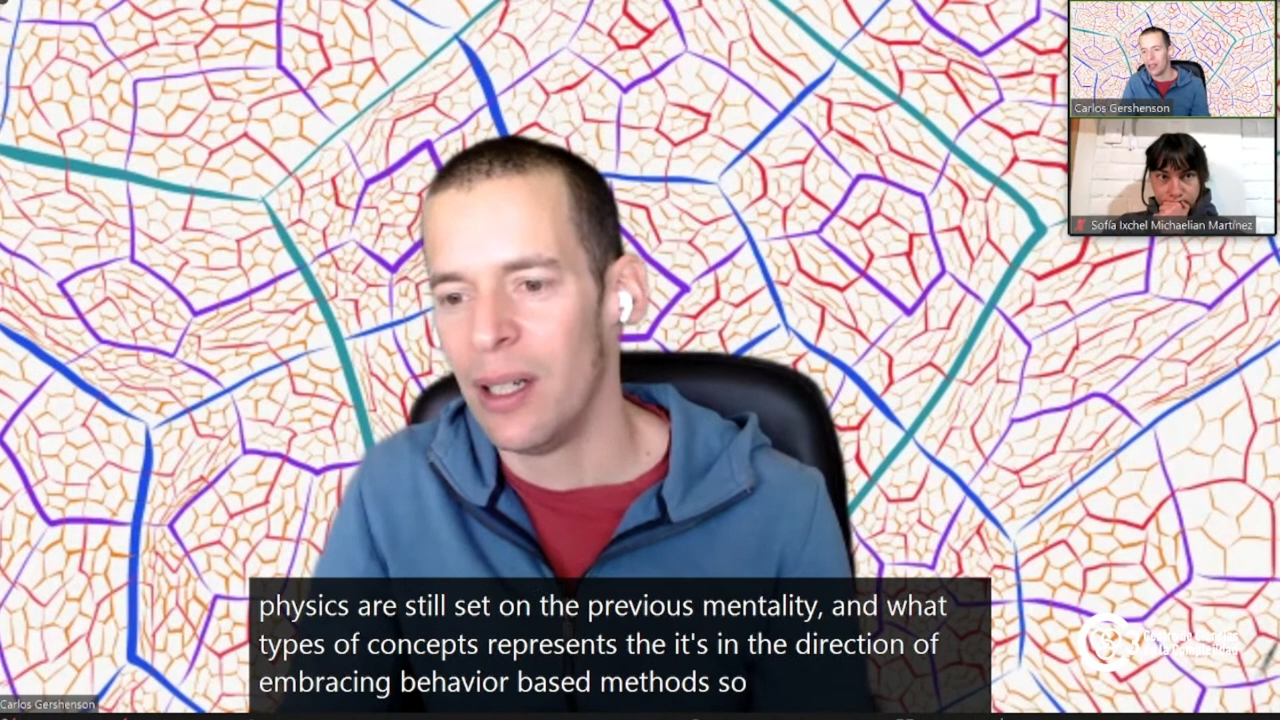 Carlos Gershenson
Sofía Ixchel Michaelian Martínez
physics are still set on the previous mentality, and what
types of concepts represents the it's in the direction of
embracing behavior based methods so
Carlos Gershenson